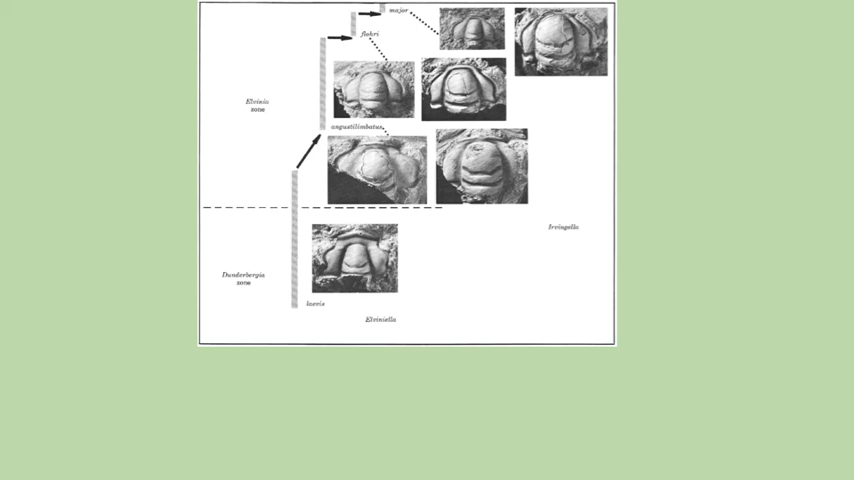 major
flohri
Elvinia
zone
angustilimbatus
Irvingella
Dunderbergia
zone
laevis
Elviniella